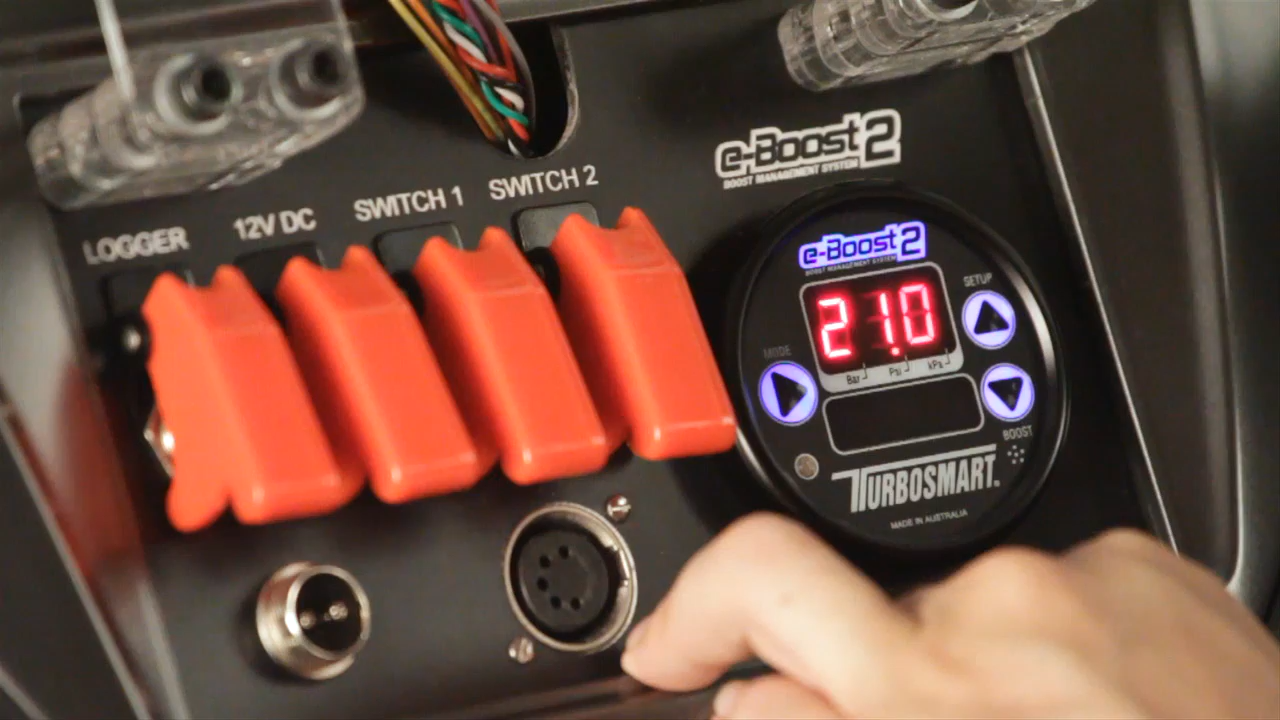 LOGGER
12V DC
SWITCH 1
SWITCH 2
e-Boost2
BOOST MANAGEMENT SYSTEM
e-Boost2
BOOST MANAGEMENT SYSTEM
SETUP
21.0
MODE
Bar Psi kPa
BOOST
TURBOSMART.
MADE IN AUSTRALIA